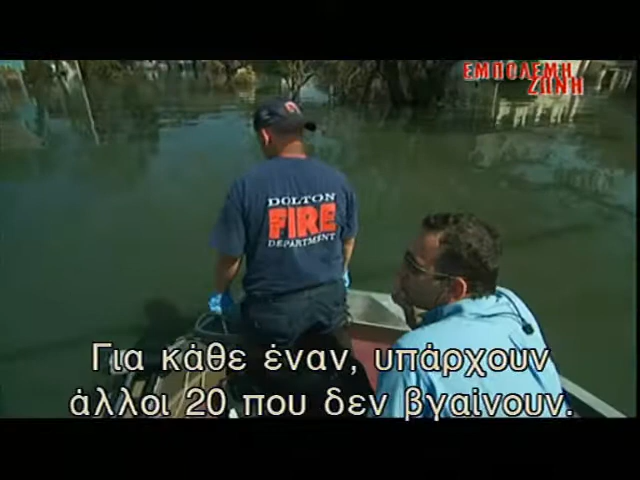 ΕΜΠΟΛΕΜΗ
ΖΩΝΗ
DOLTON
FIRE
DEPARTMENT
Για κάθε έναν, υπάρχουν
άλλοι 20 που δεν βγαίνουν.